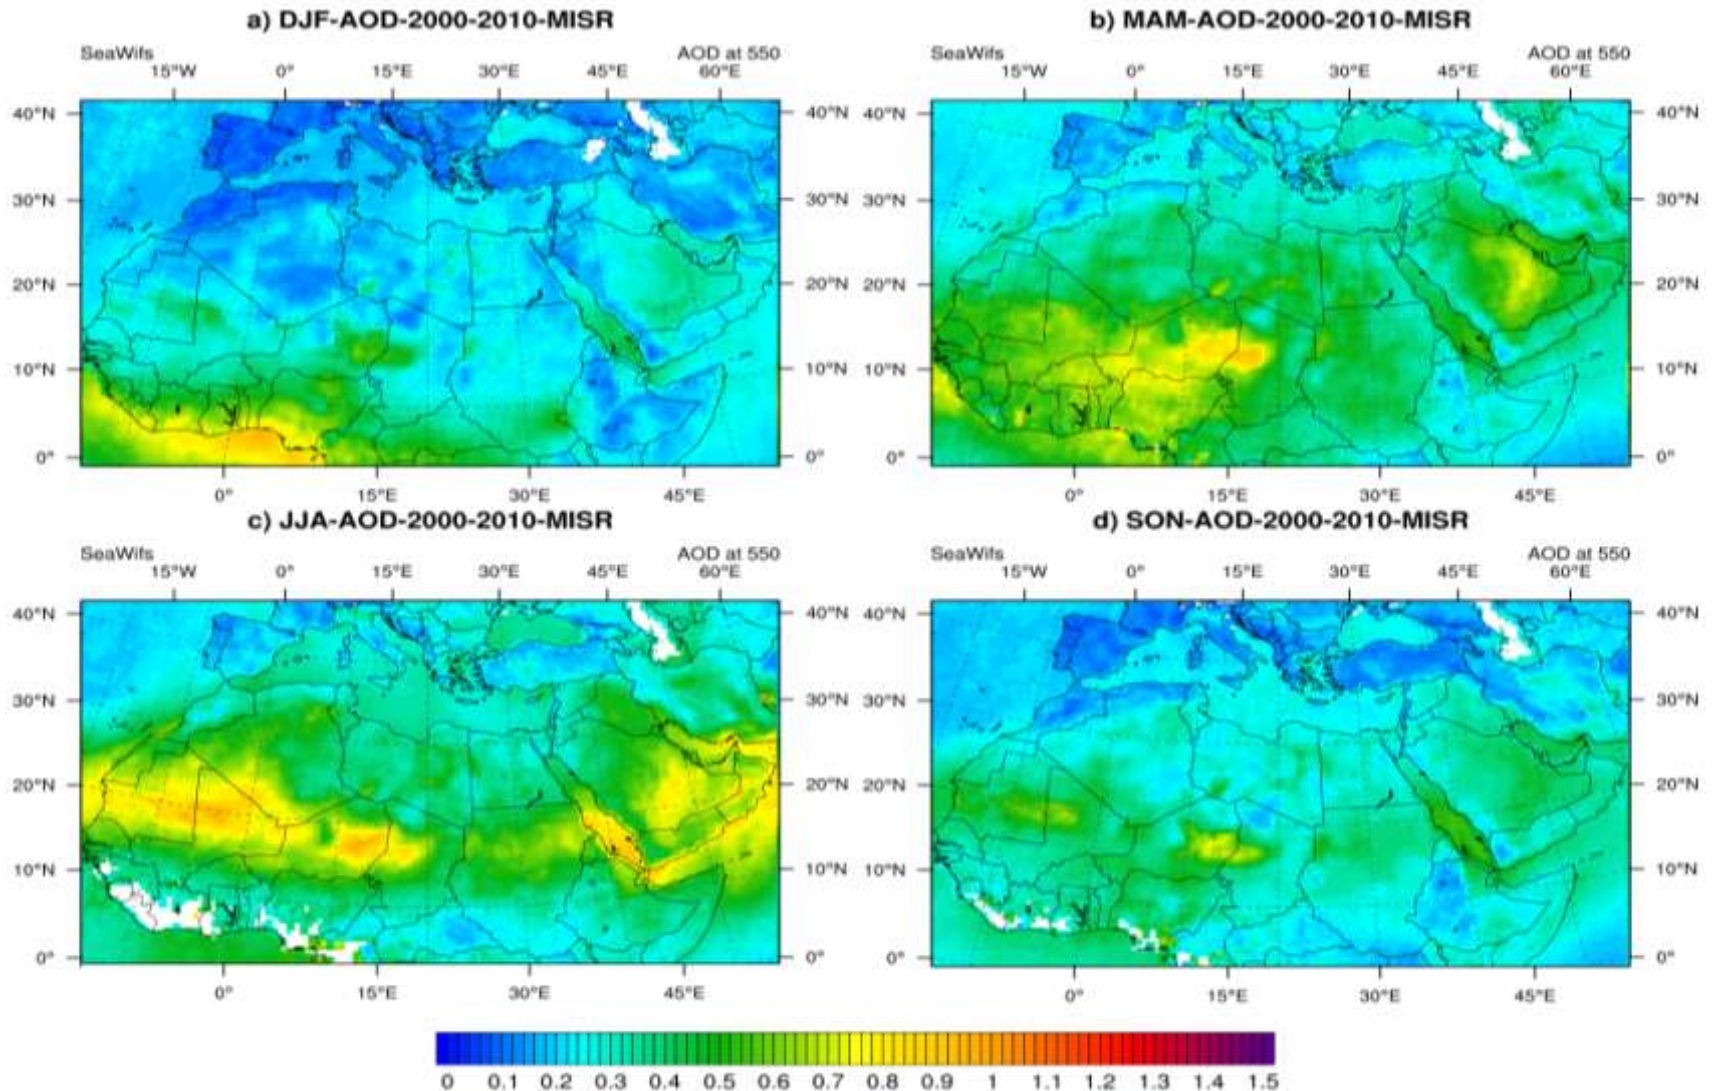 a) DJF-AOD-2000-2010-MISR
SeaWifs AOD at 550
15°W 0° 15°E 30°E 45°E 60°E
40°N 40°N
30°N 30°N
20°N 20°N
10°N 10°N
0° 0°
0° 15°E 30°E 45°E
b) MAM-AOD-2000-2010-MISR
SeaWifs AOD at 550
15°W 0° 15°E 30°E 45°E 60°E
40°N 40°N
30°N 30°N
20°N 20°N
10°N 10°N
0° 0°
0° 15°E 30°E 45°E
c) JJA-AOD-2000-2010-MISR
SeaWifs AOD at 550
15°W 0° 15°E 30°E 45°E 60°E
40°N 40°N
30°N 30°N
20°N 20°N
10°N 10°N
0° 0°
0° 15°E 30°E 45°E
d) SON-AOD-2000-2010-MISR
SeaWifs AOD at 550
15°W 0° 15°E 30°E 45°E 60°E
40°N 40°N
30°N 30°N
20°N 20°N
10°N 10°N
0° 0°
0° 15°E 30°E 45°E
0 0.1 0.2 0.3 0.4 0.5 0.6 0.7 0.8 0.9 1 1.1 1.2 1.3 1.4 1.5